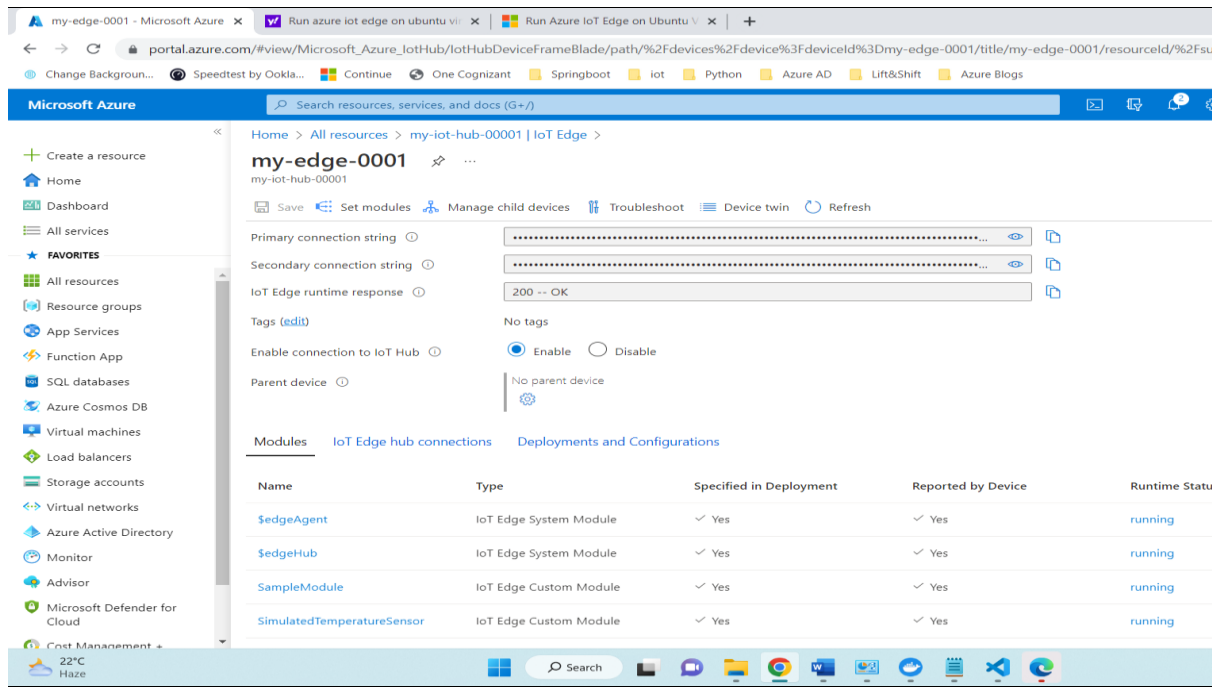 my-edge-0001 - Microsoft Azure
Run azure iot edge on ubuntu vir
Run Azure IoT Edge on Ubuntu V
portal.azure.com/#view/Microsoft_Azure_IotHub/IotHubDeviceFrameBlade/path/%2Fdevices%2Fdevice%3FdeviceId%3Dmy-edge-0001/title/my-edge-0001/resourceId/%2Fsu
Change Backgroun... Speedtest by Ookla... Continue One Cognizant Springboot iot Python Azure AD Lift&Shift Azure Blogs
Microsoft Azure
Search resources, services, and docs (G+/)
2
Create a resource
Home
Dashboard
All services
FAVORITES
All resources
Resource groups
App Services
Function App
SQL databases
Azure Cosmos DB
Virtual machines
Load balancers
Storage accounts
Virtual networks
Azure Active Directory
Monitor
Advisor
Microsoft Defender for
Cloud
Cost Management +
Home > All resources > my-iot-hub-00001 | IoT Edge >
my-edge-0001 ...
my-iot-hub-00001
Save Set modules Manage child devices Troubleshoot Device twin Refresh
Primary connection string
Secondary connection string
IoT Edge runtime response 200 -- OK
Tags (edit) No tags
Enable connection to IoT Hub Enable Disable
Parent device No parent device
Modules IoT Edge hub connections Deployments and Configurations
Name Type Specified in Deployment Reported by Device Runtime Statu
$edgeAgent IoT Edge System Module Yes Yes running
$edgeHub IoT Edge System Module Yes Yes running
SampleModule IoT Edge Custom Module Yes Yes running
SimulatedTemperatureSensor IoT Edge Custom Module Yes Yes running
22°C
Haze
Search